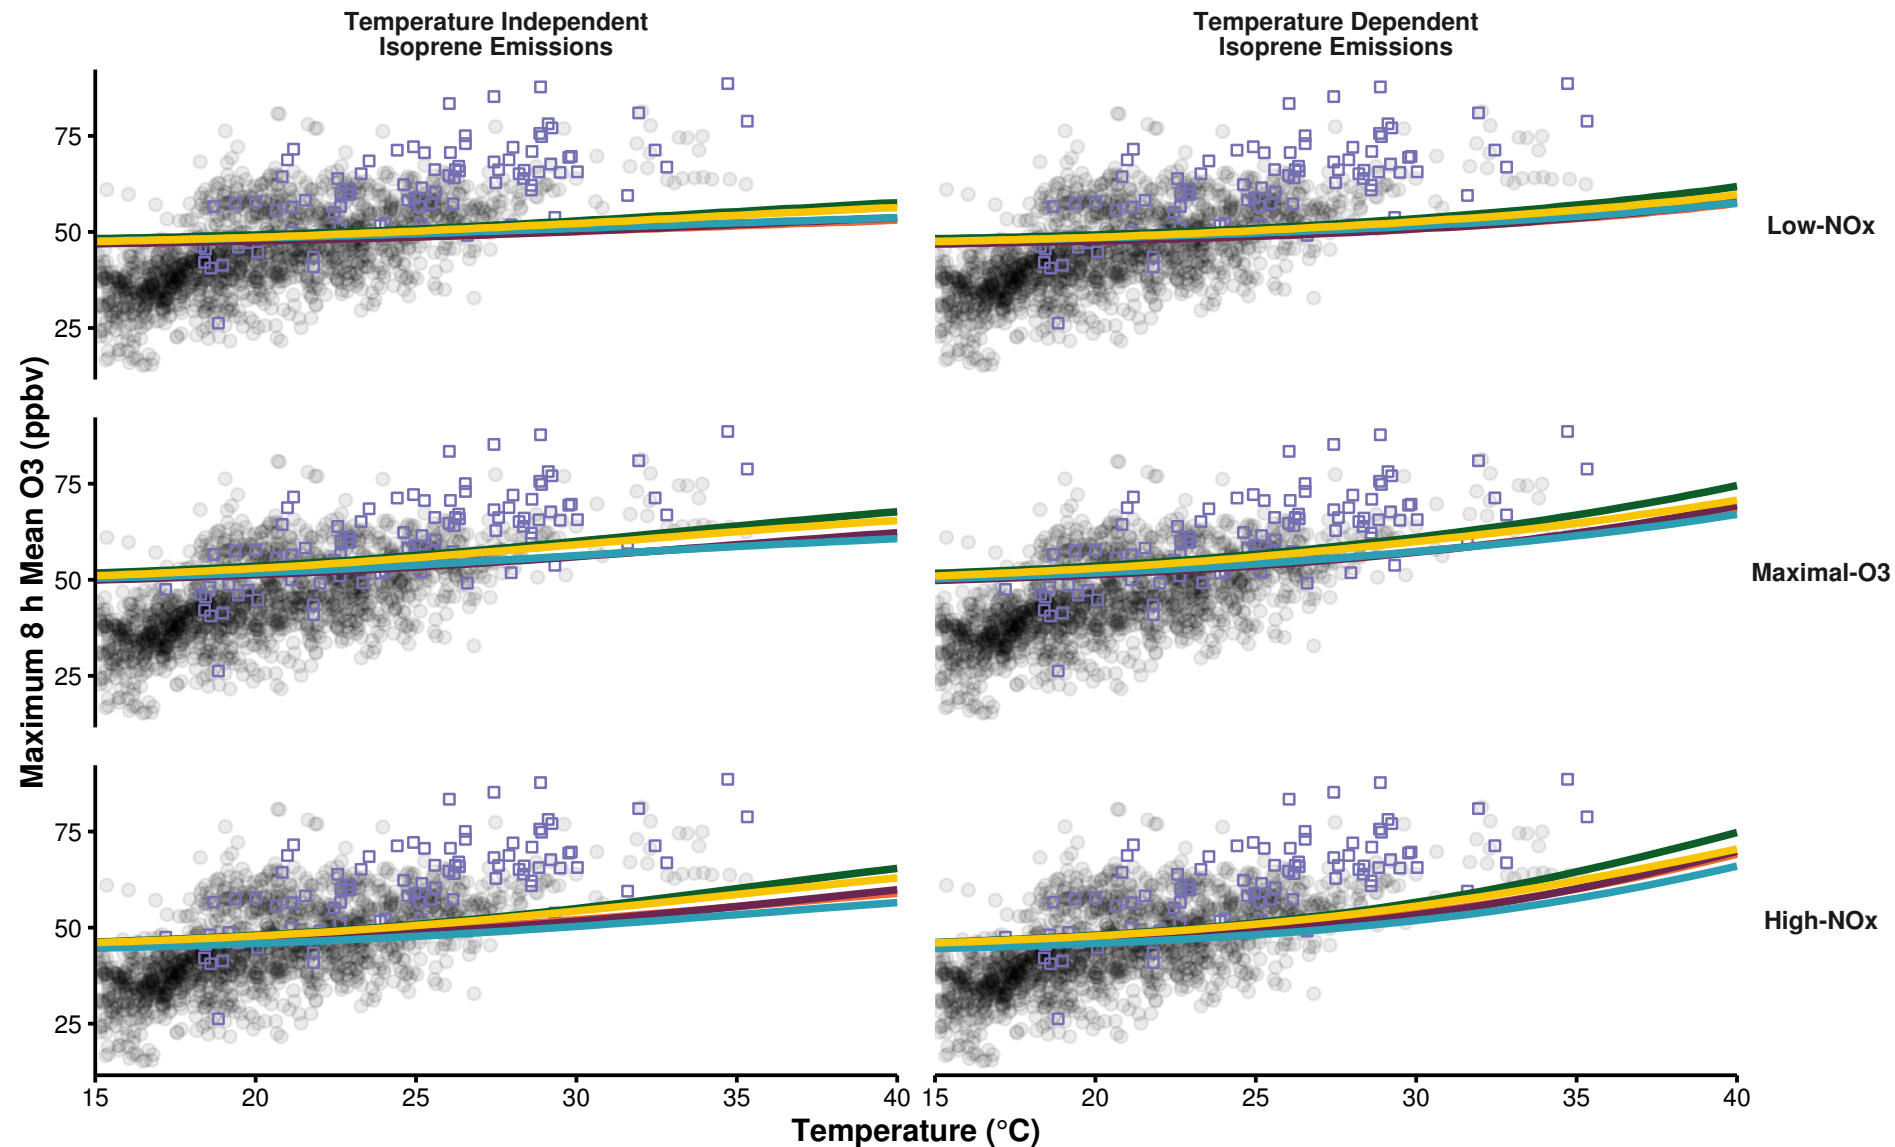 Temperature Independent
Isoprene Emissions
Temperature Dependent
Isoprene Emissions
75
50
25
Low-NOx
Maximum 8 h Mean O3 (ppbv)
75
50
25
Maximal-O3
75
50
25
High-NOx
15 20 25 30 35 40 15 20 25 30 35 40
Temperature (°C)